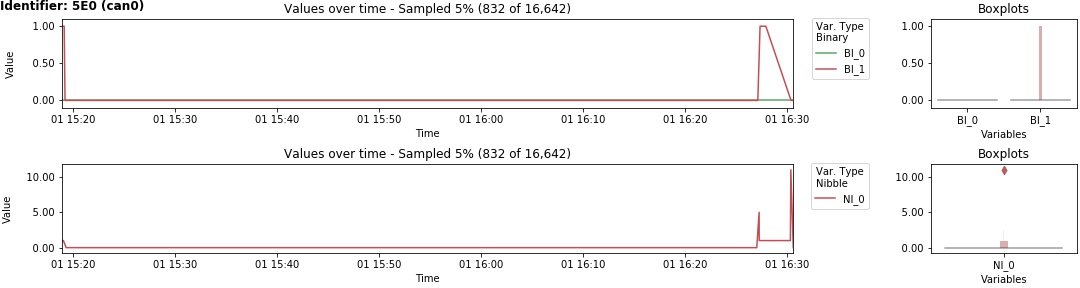 Identifier: 5E0 (can0)
Values over time - Sampled 5% (832 of 16,642)
Value
1.00
0.50
0.00
01 15:20 01 15:30 01 15:40 01 15:50 01 16:00 01 16:10 01 16:20 01 16:30
Time
Var. Type
Binary
BI_0
BI_1
Boxplots
1.00
0.50
0.00
BI_0 BI_1
Variables
Values over time - Sampled 5% (832 of 16,642)
Value
10.00
5.00
0.00
01 15:20 01 15:30 01 15:40 01 15:50 01 16:00 01 16:10 01 16:20 01 16:30
Time
Var. Type
Nibble
NI_0
Boxplots
10.00
5.00
0.00
NI_0
Variables